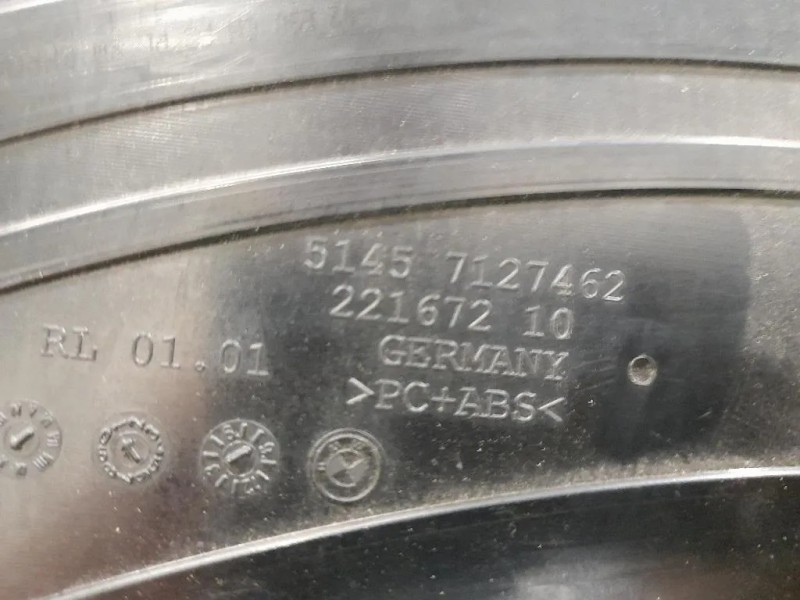 5145 7127462
221672 10
RL 01.01
GERMANY
>PC+ABS<